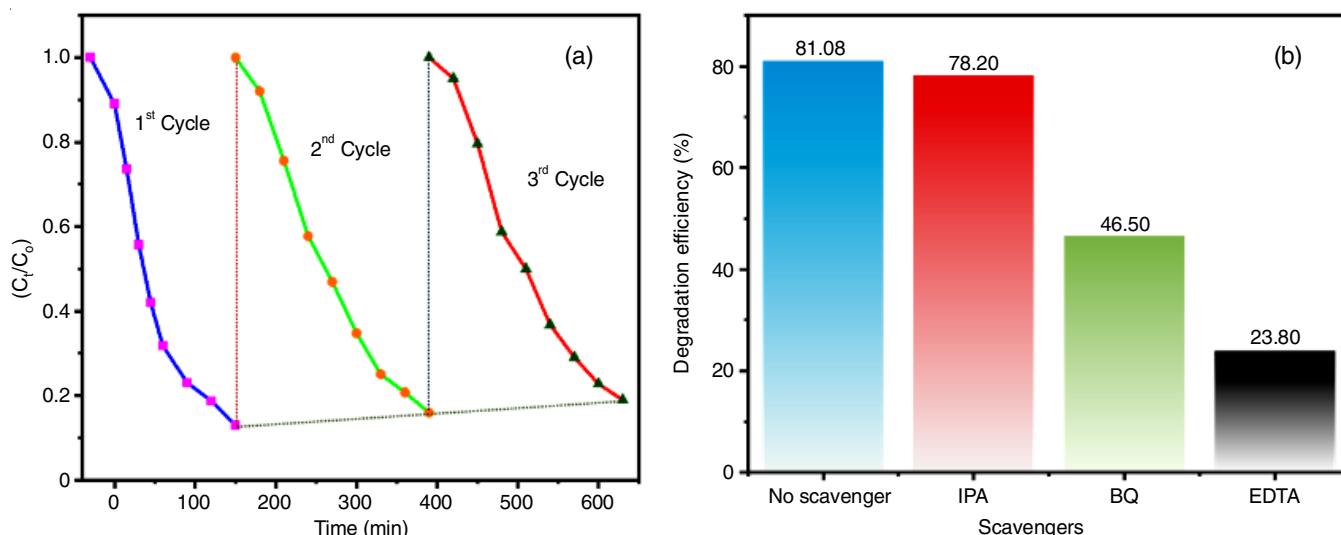 (a)
1st Cycle
2nd Cycle
3rd Cycle
(Ct/Co)
1.0
0.8
0.6
0.4
0.2
0
0 100 200 300 400 500 600
Time (min)
(b)
81.08
78.20
46.50
23.80
Degradation efficiency (%)
80
60
40
20
0
No scavenger IPA BQ EDTA
Scavengers